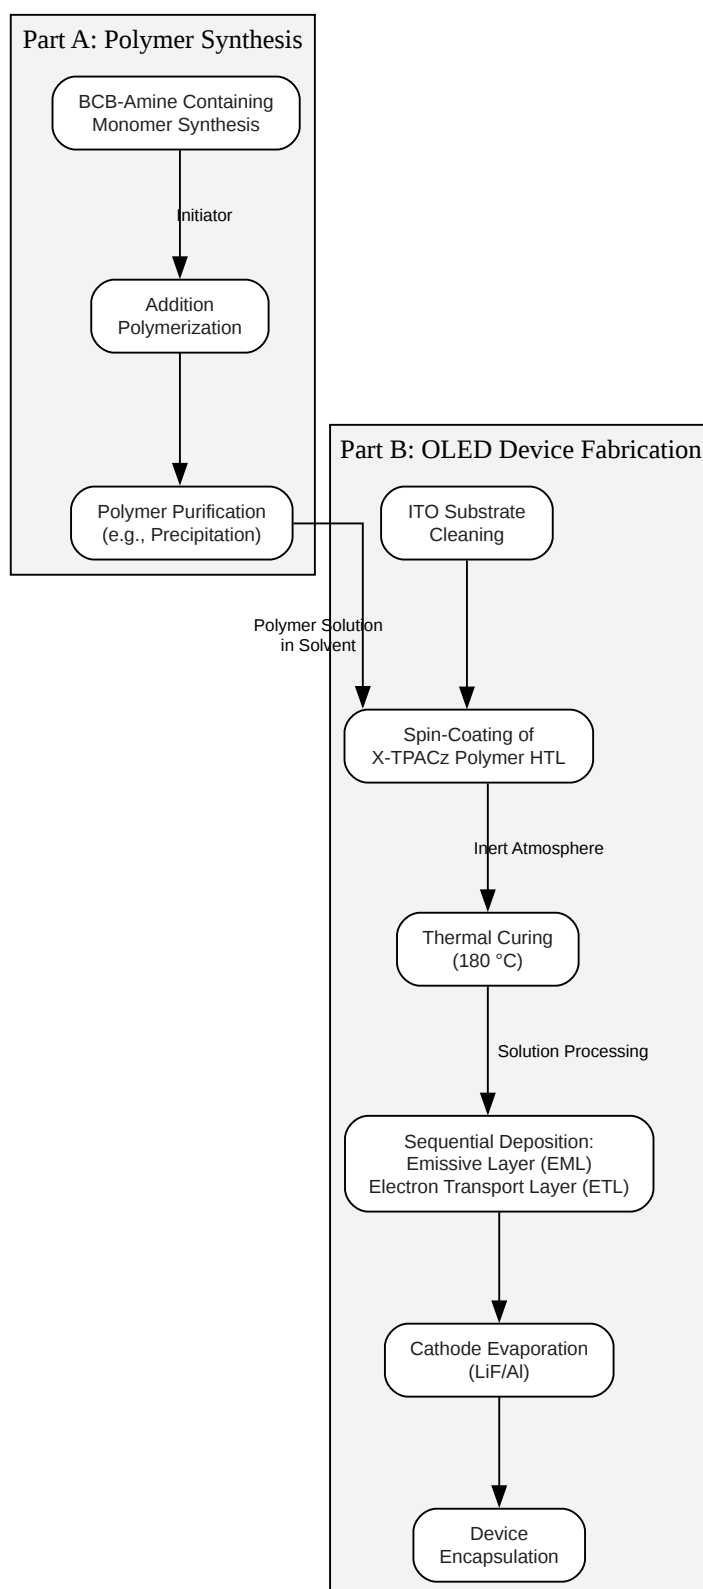 Part A: Polymer Synthesis
BCB-Amine Containing
Monomer Synthesis
Initiator
Addition
Polymerization
Polymer Purification
(e.g., Precipitation)
Part B: OLED Device Fabrication
ITO Substrate
Cleaning
Polymer Solution
in Solvent
Spin-Coating of
X-TPACz Polymer HTL
Inert Atmosphere
Thermal Curing
(180 °C)
Solution Processing
Sequential Deposition:
Emissive Layer (EML)
Electron Transport Layer (ETL)
Cathode Evaporation
(LiF/Al)
Device
Encapsulation